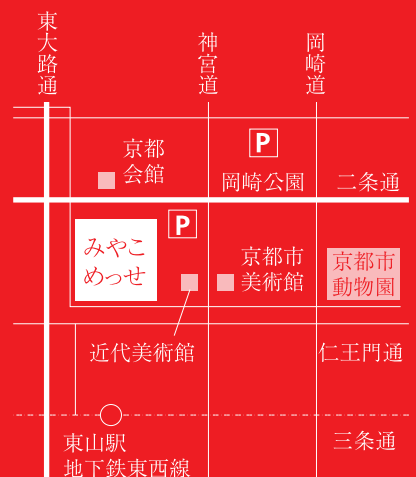 東大路通
神宮道
岡崎道
京都
会館
P
岡崎公園
二条通
P
みやこ
めっせ
京都市
美術館
京都市
動物園
近代美術館
仁王門通
東山駅
地下鉄東西線
三条通